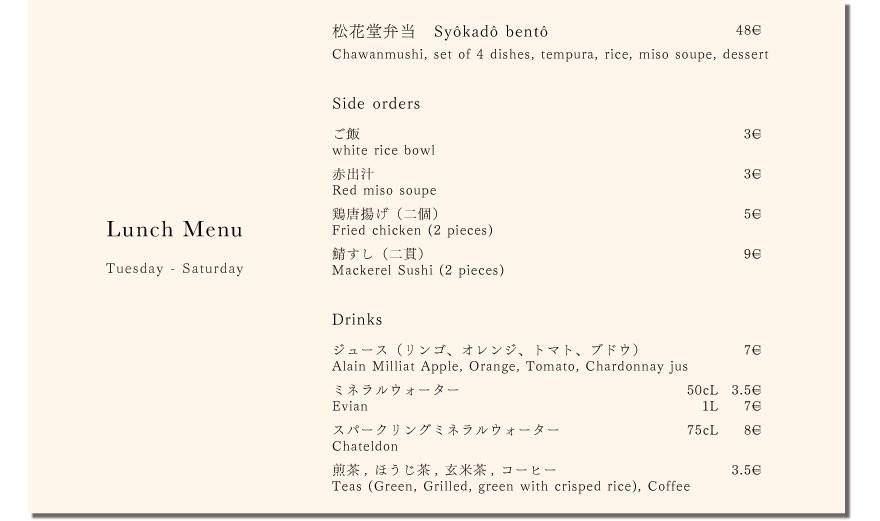 松花堂弁当　Syôkadô bentô 48€
Chawanmushi, set of 4 dishes, tempura, rice, miso soupe, dessert
Side orders
ご飯 3€
white rice bowl
赤出汁 3€
Red miso soupe
鶏唐揚げ（二個） 5€
Fried chicken (2 pieces)
鯖すし（二貫） 9€
Mackerel Sushi (2 pieces)
Lunch Menu
Tuesday - Saturday
Drinks
ジュース（リンゴ、オレンジ、トマト、ブドウ） 7€
Alain Milliat Apple, Orange, Tomato, Chardonnay jus
ミネラルウォーター 50cL 3.5€
Evian 1L 7€
スパークリングミネラルウォーター 75cL 8€
Chateldon
煎茶 , ほうじ茶 , 玄米茶 , コーヒー 3.5€
Teas (Green, Grilled, green with crisped rice), Coffee